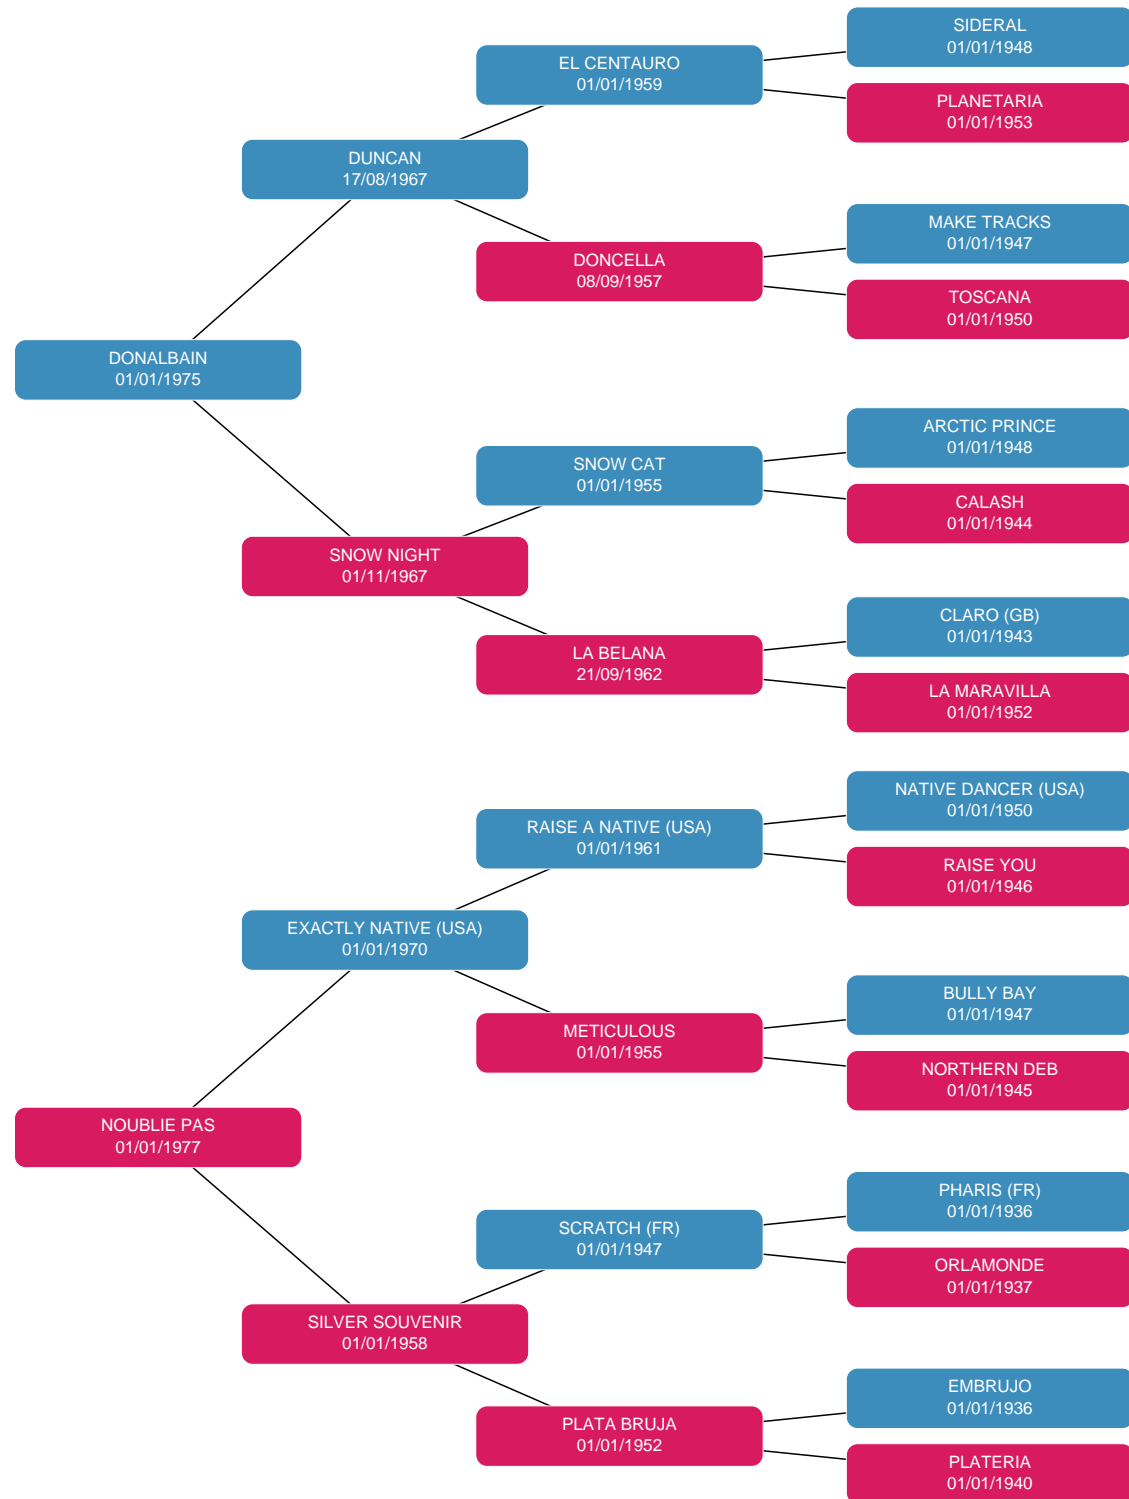 SIDERAL
01/01/1948
EL CENTAURO
01/01/1959
PLANETARIA
01/01/1953
DUNCAN
17/08/1967
MAKE TRACKS
01/01/1947
DONCELLA
08/09/1957
TOSCANA
01/01/1950
DONALBAIN
01/01/1975
ARCTIC PRINCE
01/01/1948
SNOW CAT
01/01/1955
CALASH
01/01/1944
SNOW NIGHT
01/11/1967
CLARO (GB)
01/01/1943
LA BELANA
21/09/1962
LA MARAVILLA
01/01/1952
NATIVE DANCER (USA)
01/01/1950
RAISE A NATIVE (USA)
01/01/1961
RAISE YOU
01/01/1946
EXACTLY NATIVE (USA)
01/01/1970
BULLY BAY
01/01/1947
METICULOUS
01/01/1955
NORTHERN DEB
01/01/1945
NOUBLIE PAS
01/01/1977
PHARIS (FR)
01/01/1936
SCRATCH (FR)
01/01/1947
ORLAMONDE
01/01/1937
SILVER SOUVENIR
01/01/1958
EMBRUJO
01/01/1936
PLATA BRUJA
01/01/1952
PLATERIA
01/01/1940